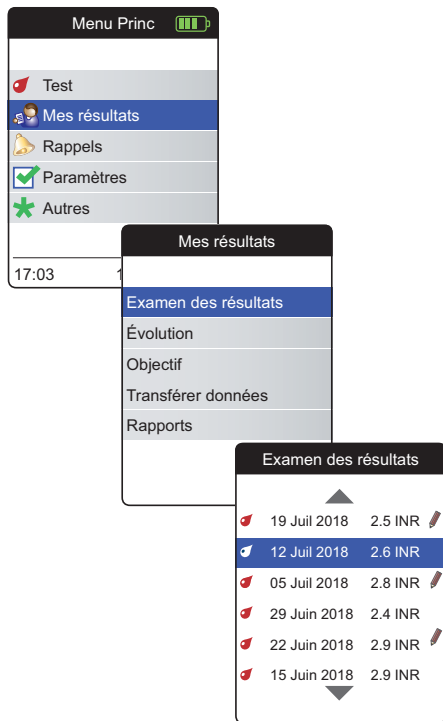 Menu Princ
Test
Mes résultats
Rappels
Paramètres
Autres
17:03
Mes résultats
Examen des résultats
Évolution
Objectif
Transférer données
Rapports
Examen des résultats
19 Juil 2018 2.5 INR
12 Juil 2018 2.6 INR
05 Juil 2018 2.8 INR
29 Juin 2018 2.4 INR
22 Juin 2018 2.9 INR
15 Juin 2018 2.9 INR